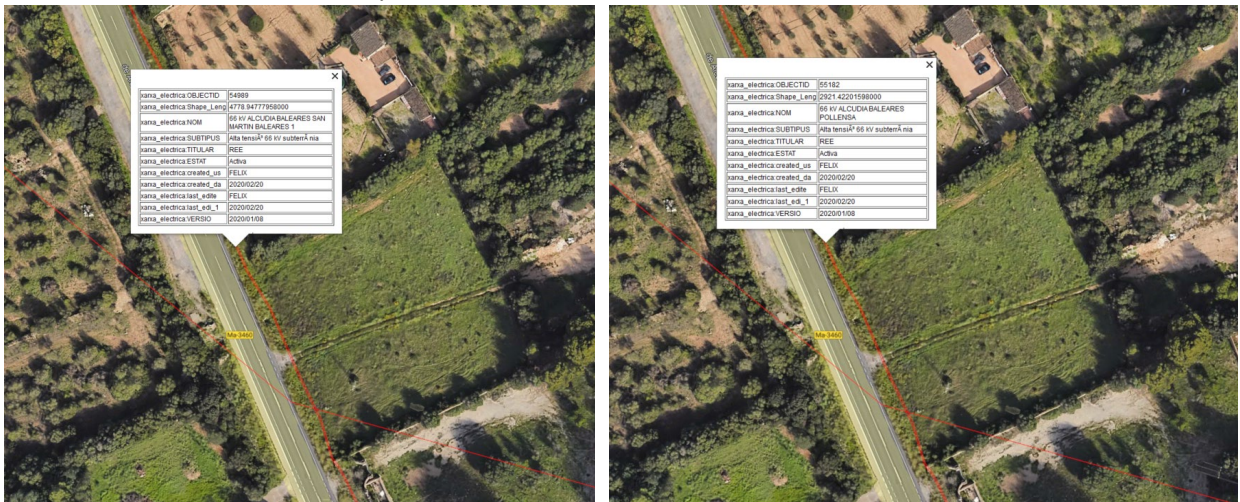 ×
xarxa_electrica:OBJECTID 54989
xarxa_electrica:Shape_Leng 4778.94777958000
xarxa_electrica:NOM 66 kV ALCUDIA BALEARES SAN
MARTIN BALEARES 1
xarxa_electrica:SUBTIPUS Alta tensiÃ³ 66 kV subterrÃ nia
xarxa_electrica:TITULAR REE
xarxa_electrica:ESTAT Activa
xarxa_electrica:created_us FELIX
xarxa_electrica:created_da 2020/02/20
xarxa_electrica:last_edite FELIX
xarxa_electrica:last_edi_1 2020/02/20
xarxa_electrica:VERSIO 2020/01/08
Ma-3460
×
xarxa_electrica:OBJECTID 55182
xarxa_electrica:Shape_Leng 2921.42201598000
xarxa_electrica:NOM 66 kV ALCUDIA BALEARES
POLLENSA
xarxa_electrica:SUBTIPUS Alta tensiÃ³ 66 kV subterrÃ nia
xarxa_electrica:TITULAR REE
xarxa_electrica:ESTAT Activa
xarxa_electrica:created_us FELIX
xarxa_electrica:created_da 2020/02/20
xarxa_electrica:last_edite FELIX
xarxa_electrica:last_edi_1 2020/02/20
xarxa_electrica:VERSIO 2020/01/08
Ma-3460